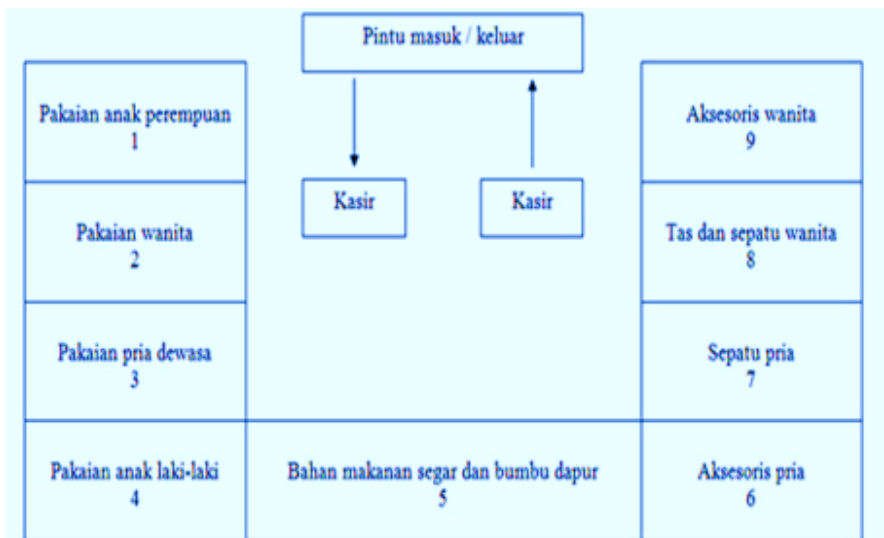 Pintu masuk / keluar
Pakaian anak perempuan
1
Aksesoris wanita
9
Kasir
Kasir
Pakaian wanita
2
Tas dan sepatu wanita
8
Pakaian pria dewasa
3
Sepatu pria
7
Pakaian anak laki-laki
4
Bahan makanan segar dan bumbu dapur
5
Aksesoris pria
6